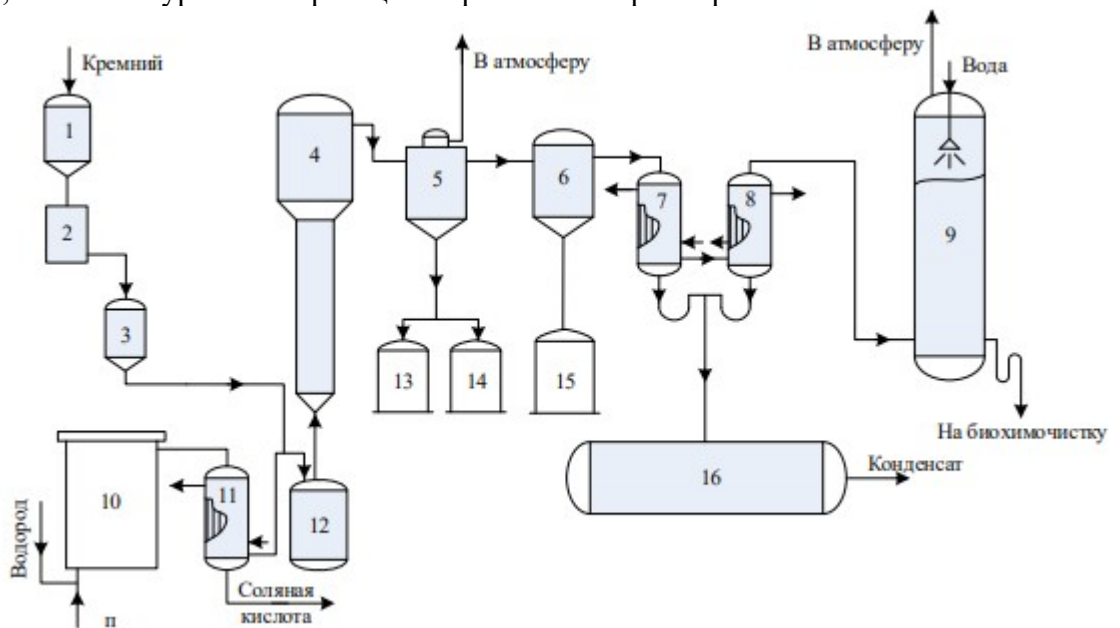 В атмосферу
Кремний
В атмосферу
Вода
1
4
5
6
7
8
2
9
3
13
14
15
На биохимочистку
10
11
12
16
Конденсат
Водород
Соляная
кислота
п